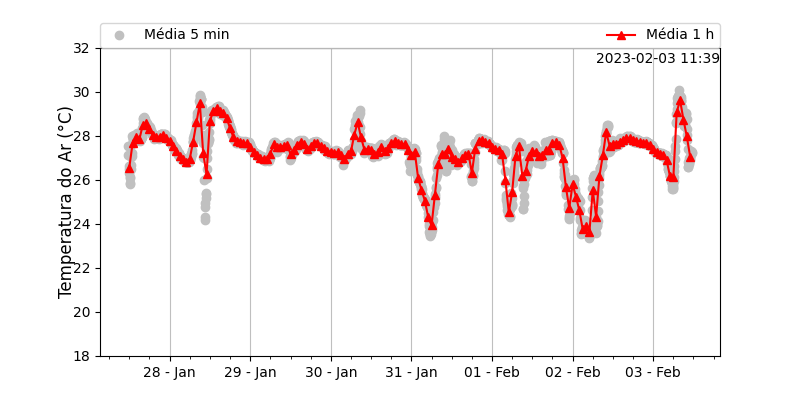 Média 5 min
Média 1 h
2023-02-03 11:39
Temperatura do Ar (°C)
32
30
28
26
24
22
20
18
28 - Jan
29 - Jan
30 - Jan
31 - Jan
01 - Feb
02 - Feb
03 - Feb